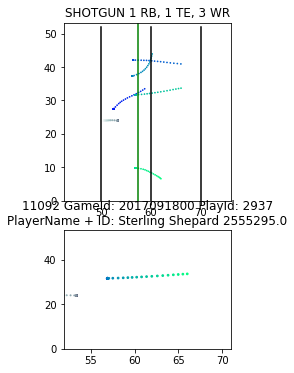 SHOTGUN 1 RB, 1 TE, 3 WR
50
40
30
20
10
0
50 60 70
11092 GameId: 2017091800 PlayId: 2937
PlayerName + ID: Sterling Shepard 2555295.0
40
20
0
55 60 65 70